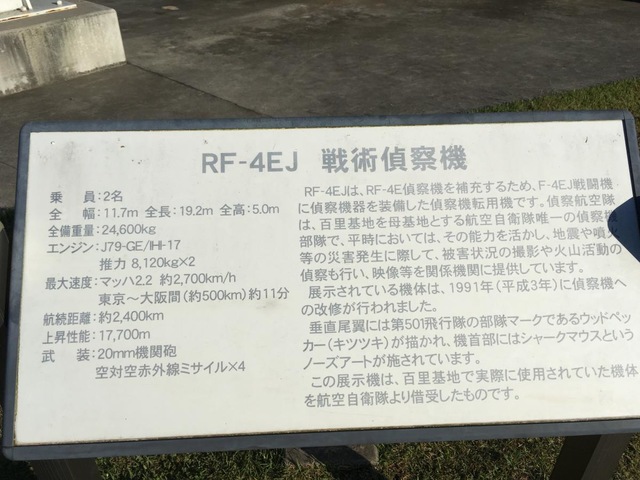 RF-4EJ 戦術偵察機
乗　員：2名
全　幅：11.7m 全長：19.2m 全高：5.0m
全備重量：24,600kg
エンジン：J79-GE/IHI-17
推力 8,120kg×2
最大速度：マッハ2.2 約2,700km/h
東京～大阪間（約500km）約11分
航続距離：約2,400km
上昇性能：17,700m
武　装：20mm機関砲
空対空赤外線ミサイル×4
RF-4EJは、RF-4E偵察機を補充するため、F-4EJ戦闘機
に偵察機器を装備した偵察機転用機です。偵察航空隊
は、百里基地を母基地とする航空自衛隊唯一の偵察機
部隊で、平時においては、その能力を活かし、地震や噴火
等の災害発生に際して、被害状況の撮影や火山活動の
偵察も行い、映像等を関係機関に提供しています。
展示されている機体は、1991年（平成3年）に偵察機へ
の改修が行われました。
垂直尾翼には第501飛行隊の部隊マークであるウッドペッ
カー（キツツキ）が描かれ、機首部にはシャークマウスという
ノーズアートが施されています。
この展示機は、百里基地で実際に使用されていた機体
を航空自衛隊より借受したものです。